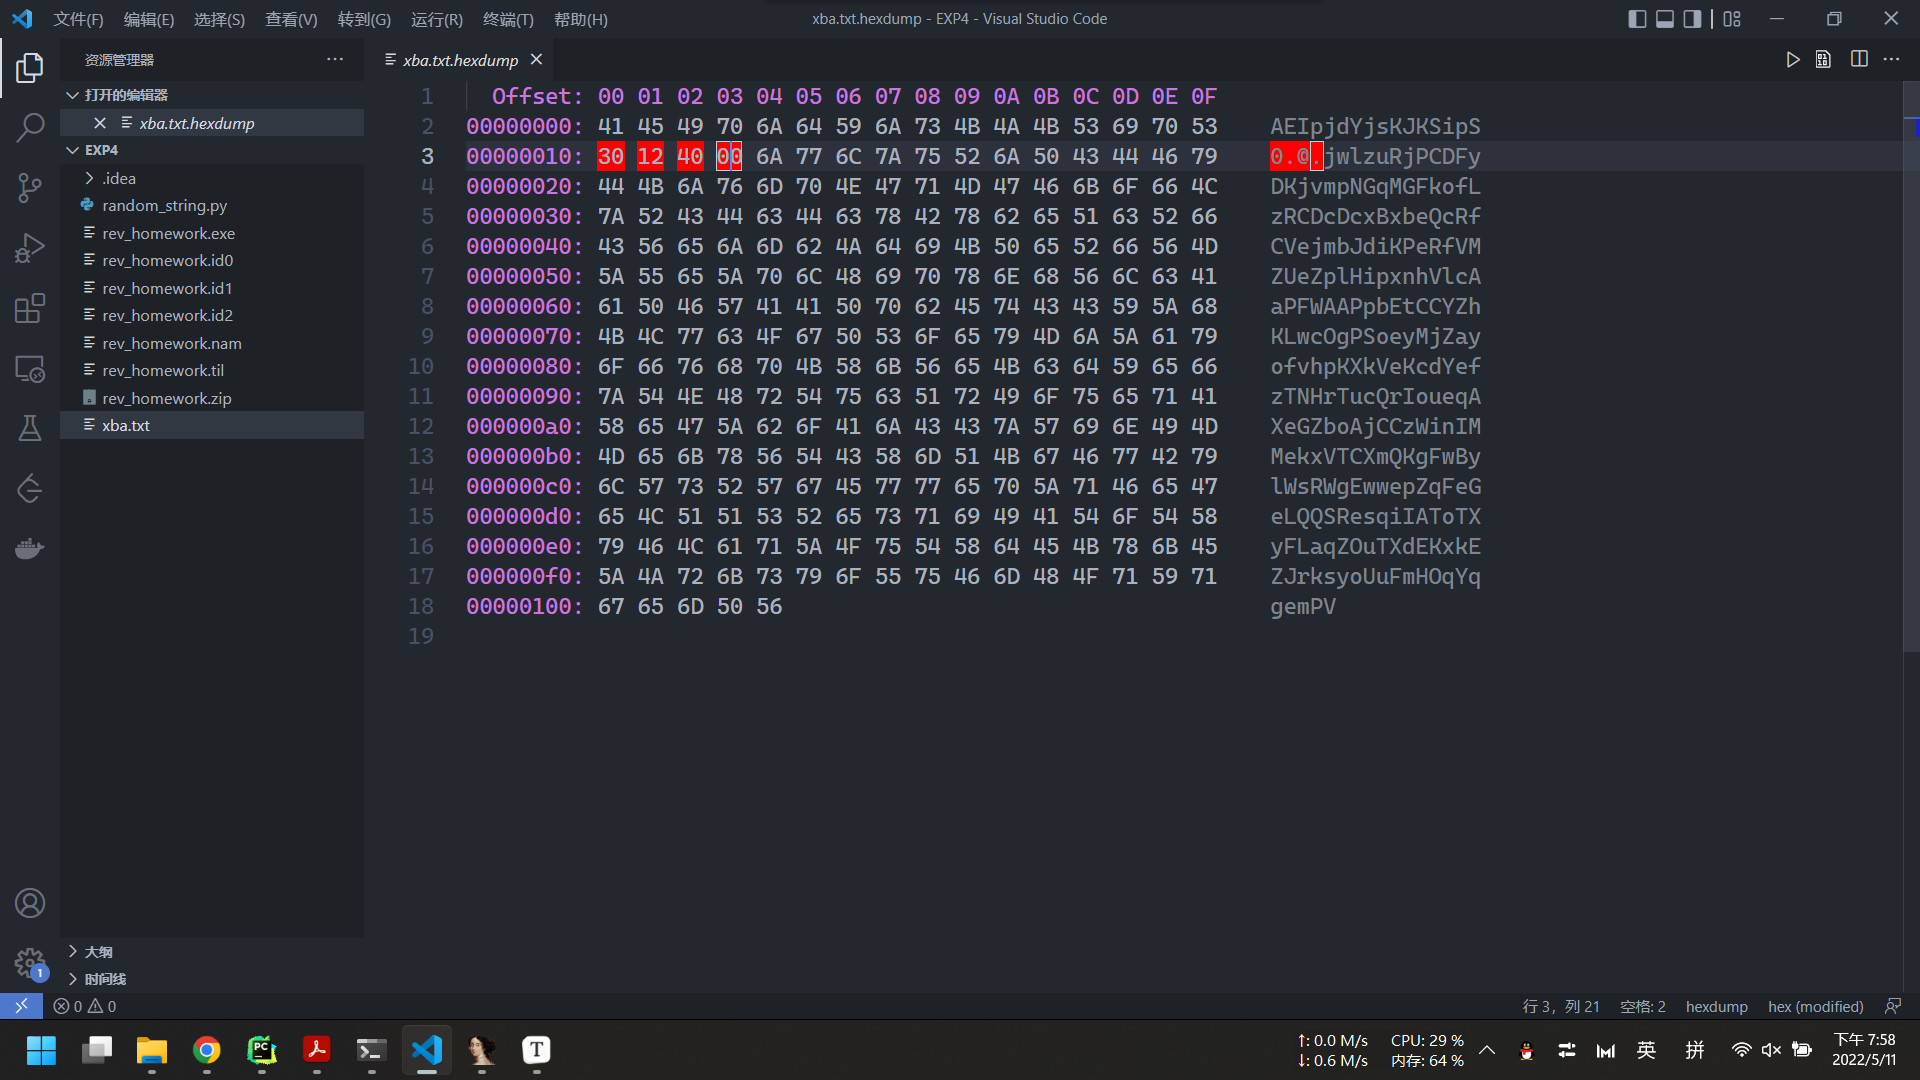 文件(F) 编辑(E) 选择(S) 查看(V) 转到(G) 运行(R) 终端(T) 帮助(H) xba.txt.hexdump - EXP4 - Visual Studio Code
资源管理器
xba.txt.hexdump
打开的编辑器
xba.txt.hexdump
EXP4
.idea
random_string.py
rev_homework.exe
rev_homework.id0
rev_homework.id1
rev_homework.id2
rev_homework.nam
rev_homework.til
rev_homework.zip
xba.txt
大纲
时间线
1 Offset: 00 01 02 03 04 05 06 07 08 09 0A 0B 0C 0D 0E 0F
2 00000000: 41 45 49 70 6A 64 59 6A 73 4B 4A 4B 53 69 70 53 AEIpjdYjsKJKSipS
3 00000010: 30 12 40 00 6A 77 6C 7A 75 52 6A 50 43 44 46 79 0.@.jwlzuRjPCDFy
4 00000020: 44 4B 6A 76 6D 70 4E 47 71 4D 47 46 6B 6F 66 4C DKjvmpNGqMGFkofL
5 00000030: 7A 52 43 44 63 44 63 78 42 78 62 65 51 63 52 66 zRCDcDcxBxbeQcRf
6 00000040: 43 56 65 6A 6D 62 4A 64 69 4B 50 65 52 66 56 4D CVejmbJdiKPeRfVM
7 00000050: 5A 55 65 5A 70 6C 48 69 70 78 6E 68 56 6C 63 41 ZUeZplHipxnhVlcA
8 00000060: 61 50 46 57 41 41 50 70 62 45 74 43 43 59 5A 68 aPFWAAPpbEtCCYZh
9 00000070: 4B 4C 77 63 4F 67 50 53 6F 65 79 4D 6A 5A 61 79 KLwcOgPSoeyMjZay
10 00000080: 6F 66 76 68 70 4B 58 6B 56 65 4B 63 64 59 65 66 ofvhpKXkVeKcdYef
11 00000090: 7A 54 4E 48 72 54 75 63 51 72 49 6F 75 65 71 41 zTNHrTucQrIoueqA
12 000000a0: 58 65 47 5A 62 6F 41 6A 43 43 7A 57 69 6E 49 4D XeGZboAjCCzWinIM
13 000000b0: 4D 65 6B 78 56 54 43 58 6D 51 4B 67 46 77 42 79 MekxVTCXmQKgFwBy
14 000000c0: 6C 57 73 52 57 67 45 77 77 65 70 5A 71 46 65 47 lWsRWgEwwepZqFeG
15 000000d0: 65 4C 51 51 53 52 65 73 71 69 49 41 54 6F 54 58 eLQQSResqiIAToTX
16 000000e0: 79 46 4C 61 71 5A 4F 75 54 58 64 45 4B 78 6B 45 yFLaqZOuTXdEKxkE
17 000000f0: 5A 4A 72 6B 73 79 6F 55 75 46 6D 48 4F 71 59 71 ZJrksyoUuFmHOqYq
18 00000100: 67 65 6D 50 56 gemPV
19
1
0 0 行 3，列 21 空格: 2 hexdump hex (modified)
↑: 0.0 M/s CPU: 29 % 下午 7:58
↓: 0.6 M/s 内存: 64 % 英 拼 2022/5/11